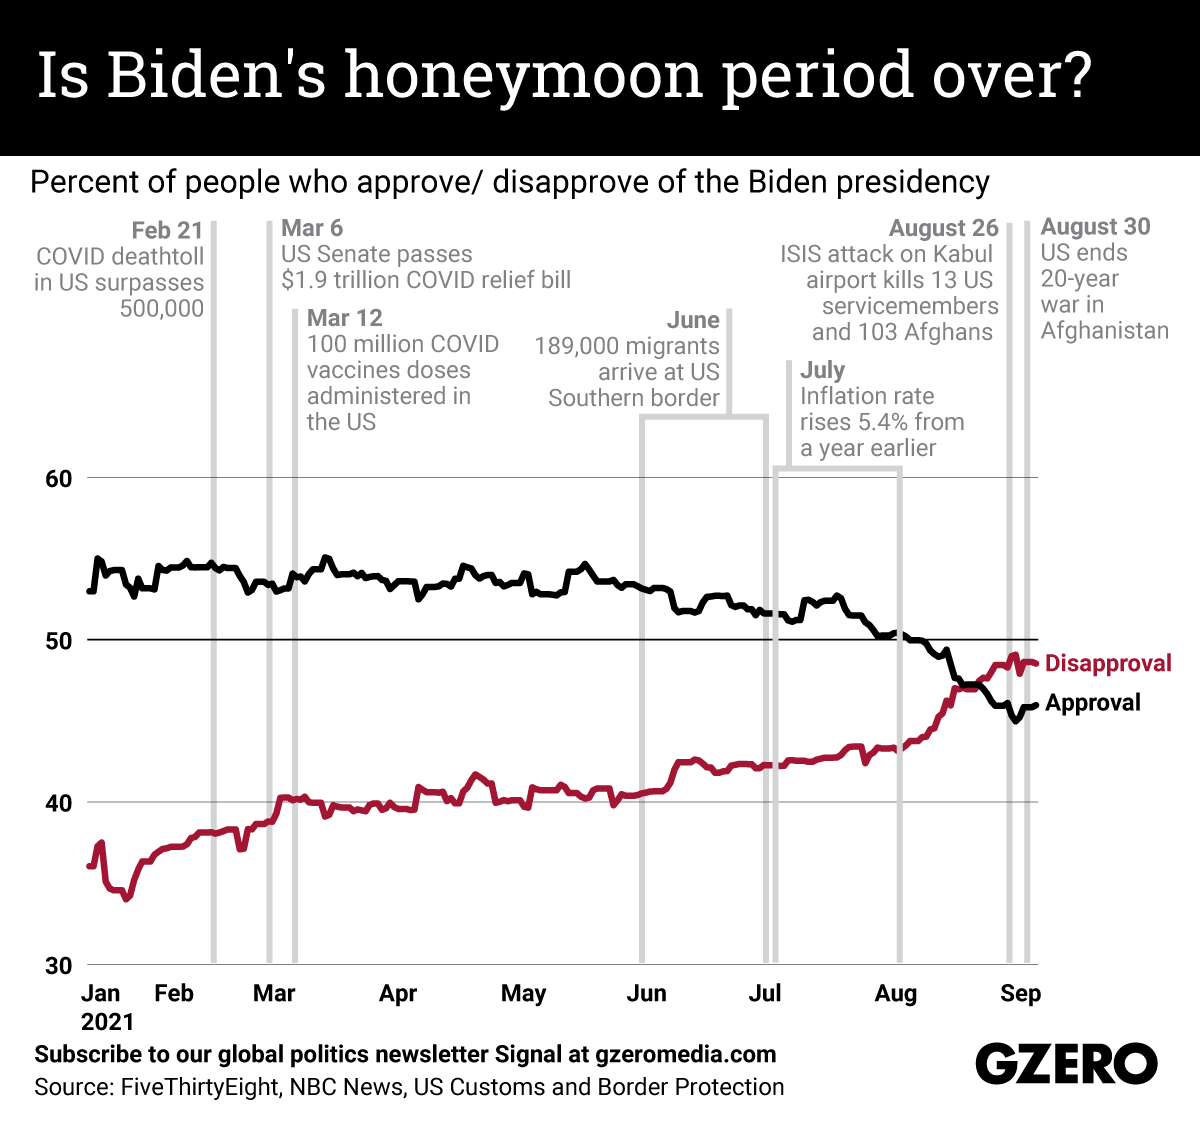 Is Biden's honeymoon period over?
Percent of people who approve/ disapprove of the Biden presidency
Feb 21
COVID deathtoll
in US surpasses
500,000
Mar 6
US Senate passes
$1.9 trillion COVID relief bill
Mar 12
100 million COVID
vaccines doses
administered in
the US
June
189,000 migrants
arrive at US
Southern border
July
Inflation rate
rises 5.4% from
a year earlier
August 26
ISIS attack on Kabul
airport kills 13 US
servicemembers
and 103 Afghans
August 30
US ends
20-year
war in
Afghanistan
60
50
40
30
Disapproval
Approval
Jan Feb Mar Apr May Jun Jul Aug Sep
2021
Subscribe to our global politics newsletter Signal at gzeromedia.com
Source: FiveThirtyEight, NBC News, US Customs and Border Protection
GZERO